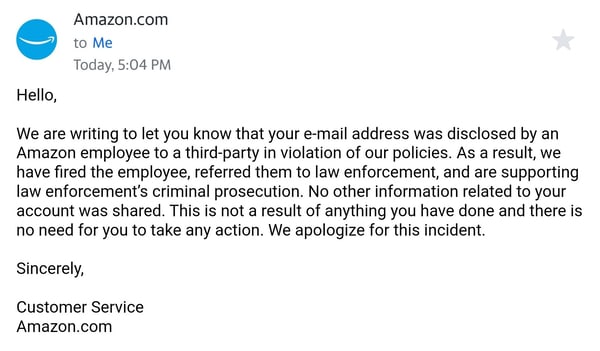 Amazon.com
to Me
Today, 5:04 PM
Hello,
We are writing to let you know that your e-mail address was disclosed by an
Amazon employee to a third-party in violation of our policies. As a result, we
have fired the employee, referred them to law enforcement, and are supporting
law enforcement's criminal prosecution. No other information related to your
account was shared. This is not a result of anything you have done and there is
no need for you to take any action. We apologize for this incident.
Sincerely,
Customer Service
Amazon.com